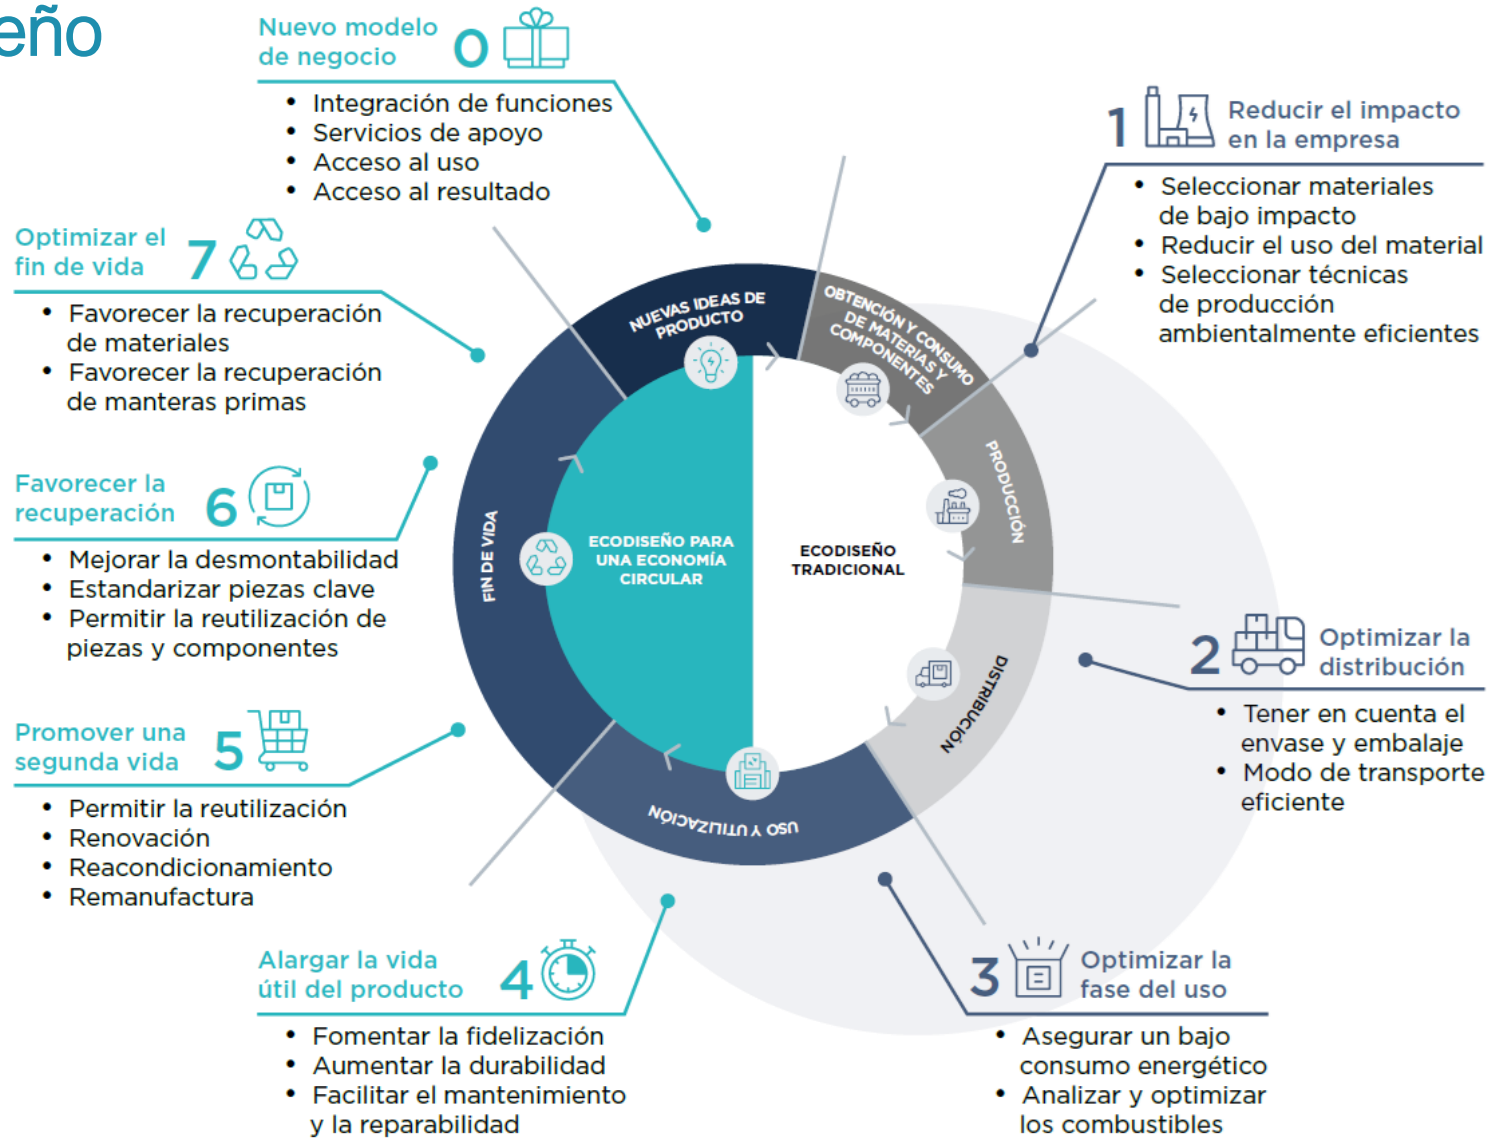 eño
Nuevo modelo
de negocio
0
• Integración de funciones
• Servicios de apoyo
• Acceso al uso
• Acceso al resultado
1
Reducir el impacto
en la empresa
• Seleccionar materiales
de bajo impacto
• Reducir el uso del material
• Seleccionar técnicas
de producción
ambientalmente eficientes
2
Optimizar la
distribución
• Tener en cuenta el
envase y embalaje
• Modo de transporte
eficiente
3
Optimizar la
fase del uso
• Asegurar un bajo
consumo energético
• Analizar y optimizar
los combustibles
Alargar la vida
útil del producto
4
• Fomentar la fidelización
• Aumentar la durabilidad
• Facilitar el mantenimiento
y la reparabilidad
Promover una
segunda vida
5
• Permitir la reutilización
• Renovación
• Reacondicionamiento
• Remanufactura
Favorecer la
recuperación
6
• Mejorar la desmontabilidad
• Estandarizar piezas clave
• Permitir la reutilización de
piezas y componentes
Optimizar el
fin de vida
7
• Favorecer la recuperación
de materiales
• Favorecer la recuperación
de manteras primas
NUEVAS IDEAS DE
PRODUCTO
OBTENCIÓN Y CONSUMO
DE MATERIAS Y
COMPONENTES
PRODUCCIÓN
DISTRIBUCIÓN
USO Y UTILIZACIÓN
FIN DE VIDA
ECODISEÑO PARA
UNA ECONOMÍA
CIRCULAR
ECODISEÑO
TRADICIONAL